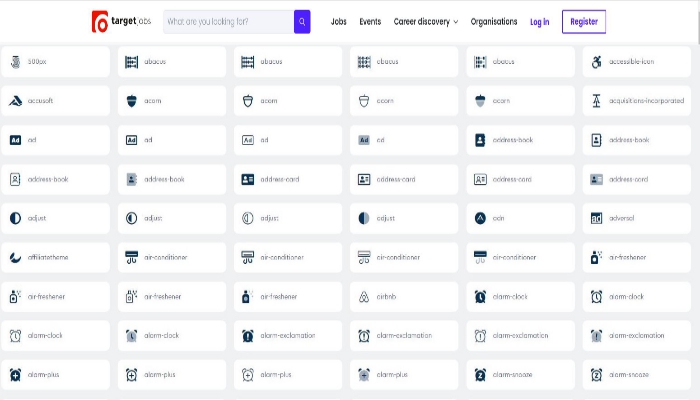 targetjobs What are you looking for? Jobs Events Career discovery Organisations Log in Register
500px abacus abacus abacus abacus accessible-icon
accusoft acorn acorn acorn acorn acquisitions-incorporated
Ad ad Ad ad Ad ad Ad ad address-book address-book
address-book address-book address-card address-card address-card address-card
adjust adjust adjust adjust adn adversal
affiliatetheme air-conditioner air-conditioner air-conditioner air-conditioner air-freshener
air-freshener air-freshener air-freshener airbnb alarm-clock alarm-clock
alarm-clock alarm-clock alarm-exclamation alarm-exclamation alarm-exclamation alarm-exclamation
alarm-plus alarm-plus alarm-plus alarm-plus alarm-snooze alarm-snooze